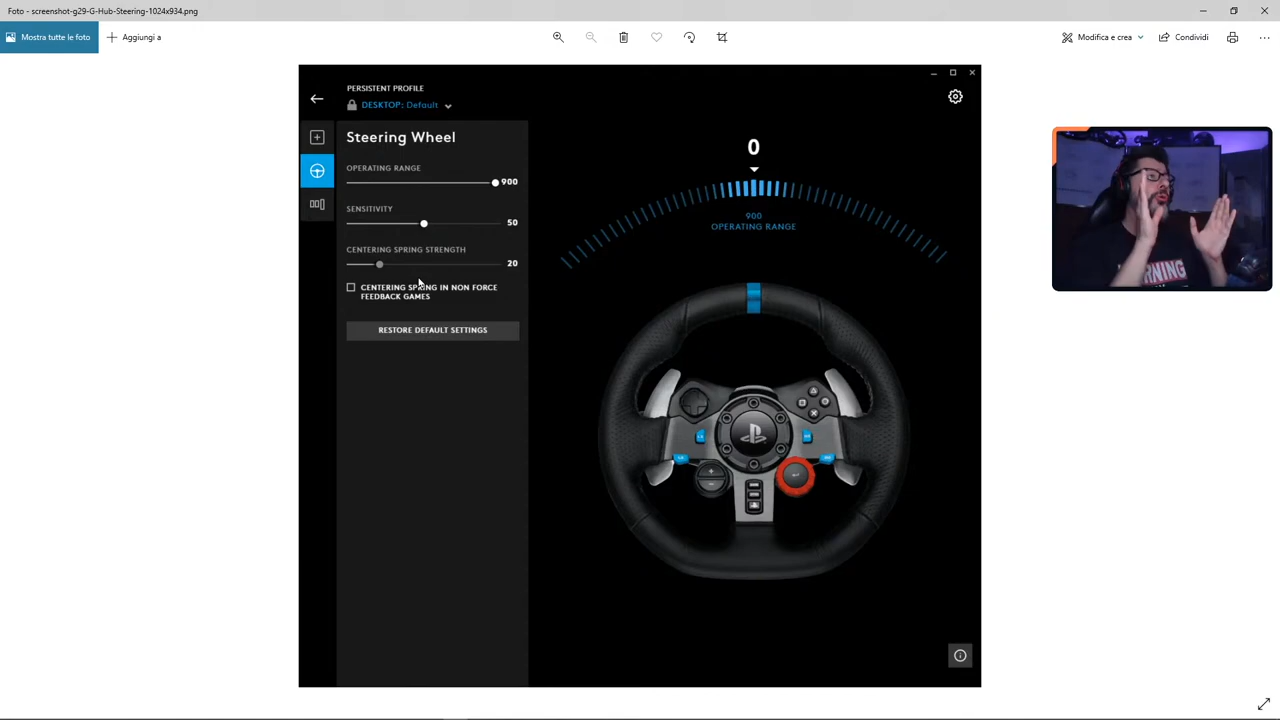 Foto - screenshot-g29-G-Hub-Steering-1024x934.png
Mostra tutte le foto
Aggiungi a
Modifica e crea
Condividi
PERSISTENT PROFILE
DESKTOP: Default
Steering Wheel
OPERATING RANGE
900
SENSITIVITY
50
CENTERING SPRING STRENGTH
20
CENTERING SPRING IN NON FORCE
FEEDBACK GAMES
RESTORE DEFAULT SETTINGS
0
900
OPERATING RANGE